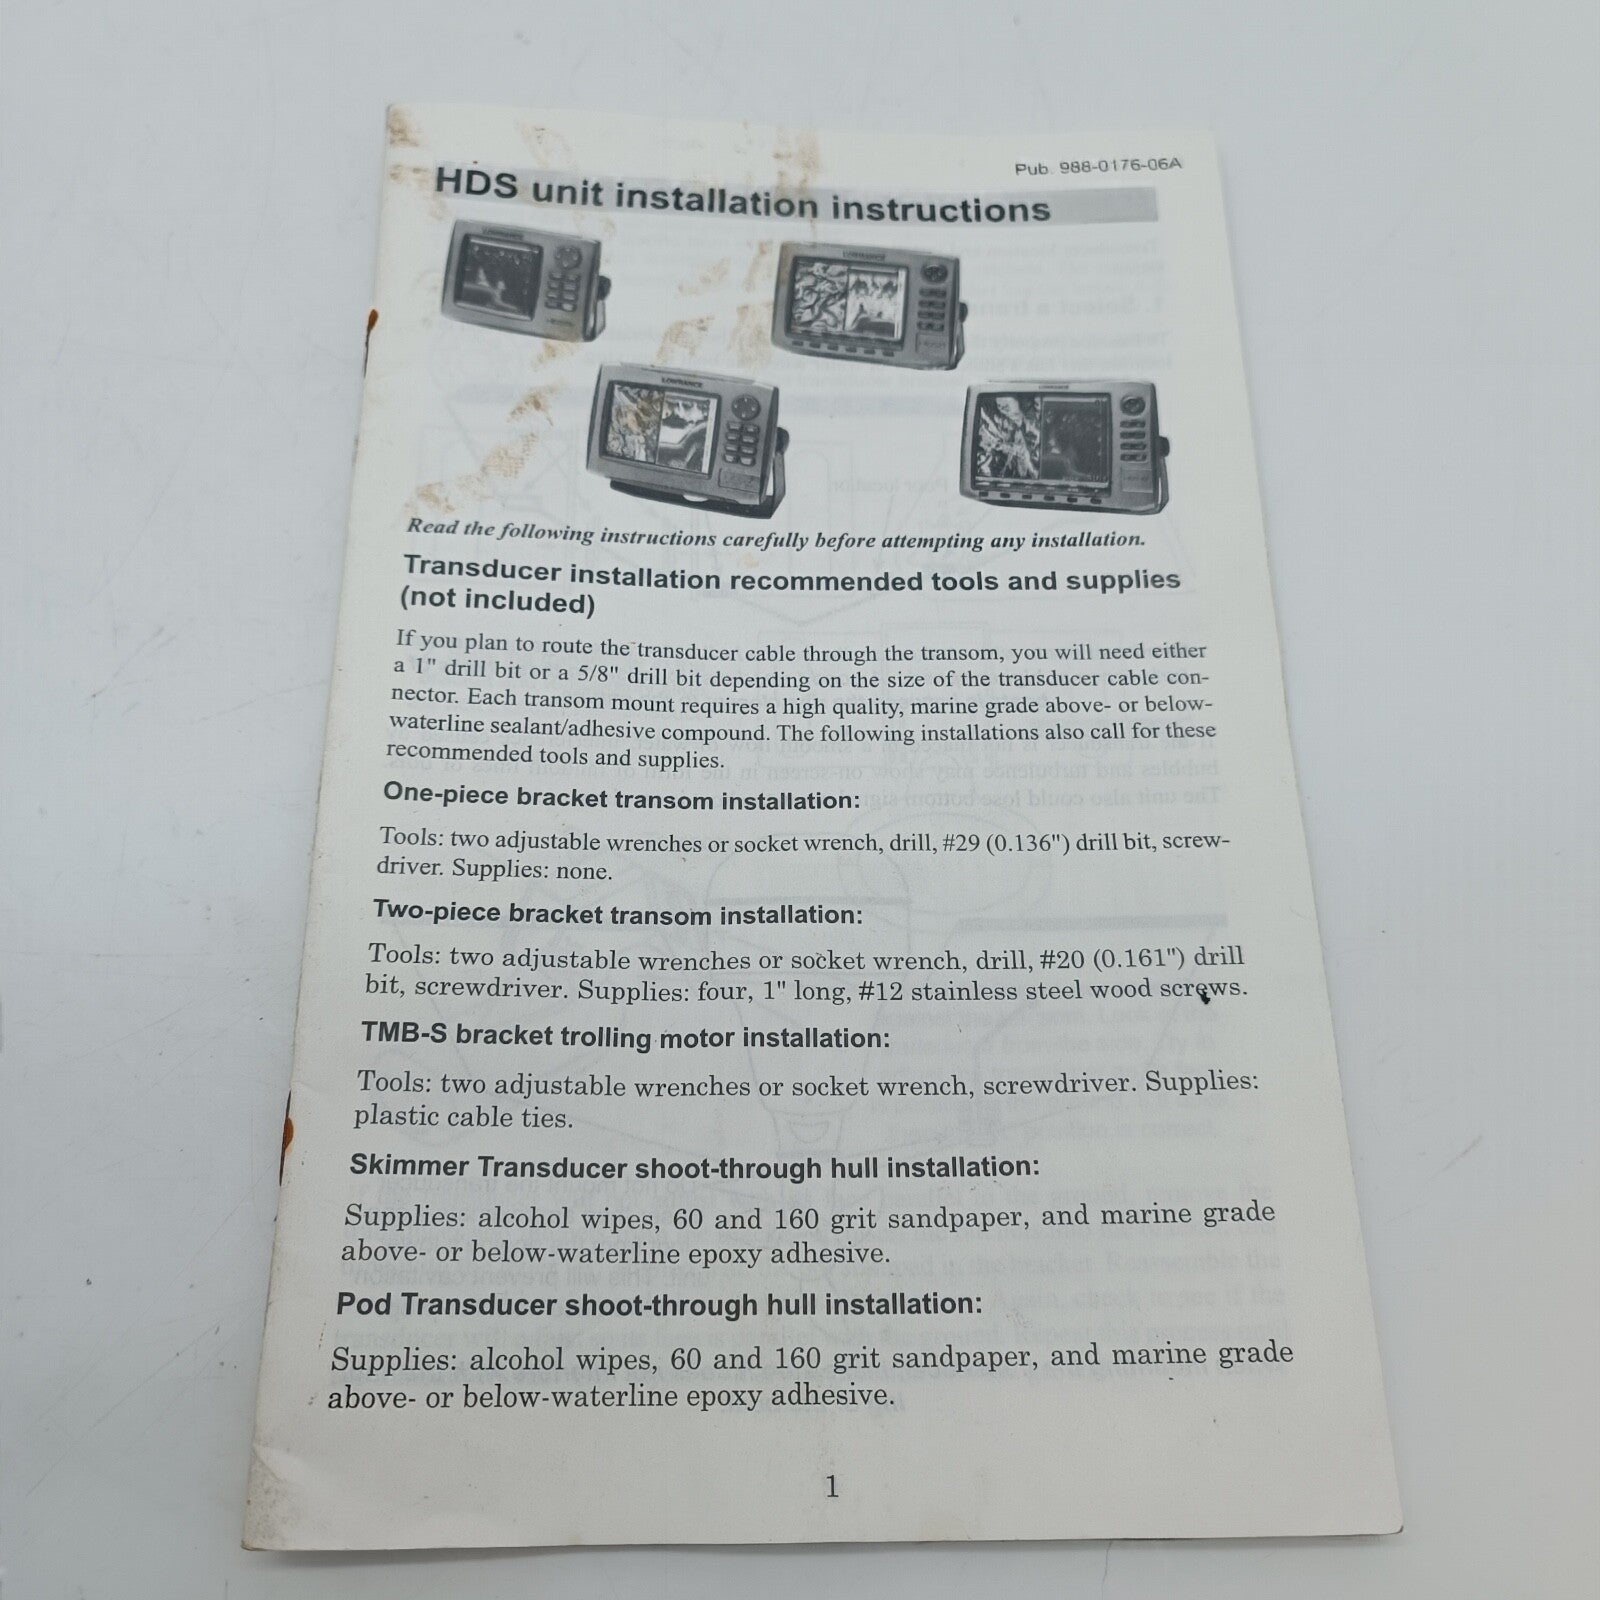 Pub. 988-0176-06A
HDS unit installation instructions
LOWRANCE
LOWRANCE
LOWRANCE
LOWRANCE
Read the following instructions carefully before attempting any installation.
Transducer installation recommended tools and supplies
(not included)
If you plan to route the transducer cable through the transom, you will need either
a 1" drill bit or a 5/8" drill bit depending on the size of the transducer cable con-
nector. Each transom mount requires a high quality, marine grade above- or below-
waterline sealant/adhesive compound. The following installations also call for these
recommended tools and supplies.
One-piece bracket transom installation:
Tools: two adjustable wrenches or socket wrench, drill, #29 (0.136") drill bit, screw-
driver. Supplies: none.
Two-piece bracket transom installation:
Tools: two adjustable wrenches or socket wrench, drill, #20 (0.161") drill
bit, screwdriver. Supplies: four, 1" long, #12 stainless steel wood screws.
TMB-S bracket trolling motor installation:
Tools: two adjustable wrenches or socket wrench, screwdriver. Supplies:
plastic cable ties.
Skimmer Transducer shoot-through hull installation:
Supplies: alcohol wipes, 60 and 160 grit sandpaper, and marine grade
above- or below-waterline epoxy adhesive.
Pod Transducer shoot-through hull installation:
Supplies: alcohol wipes, 60 and 160 grit sandpaper, and marine grade
above- or below-waterline epoxy adhesive.
1